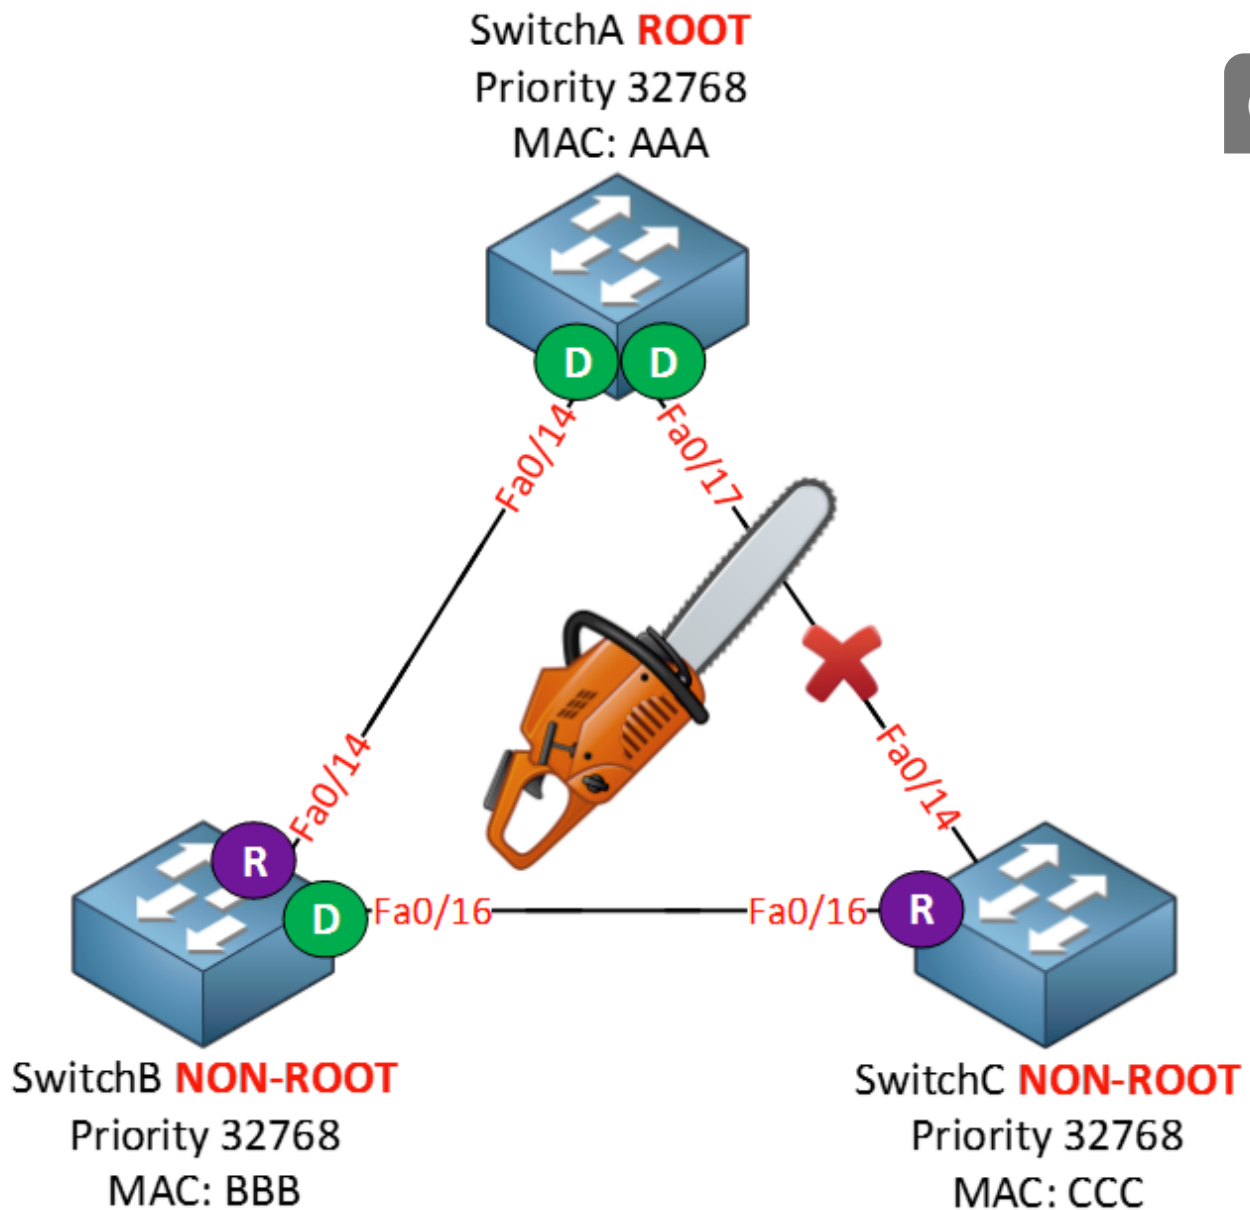 SwitchA ROOT
Priority 32768
MAC: AAA
D
D
Fa0/14
Fa0/17
Fa0/14
Fa0/14
R
D
Fa0/16
Fa0/16
R
SwitchB NON-ROOT
Priority 32768
MAC: BBB
SwitchC NON-ROOT
Priority 32768
MAC: CCC